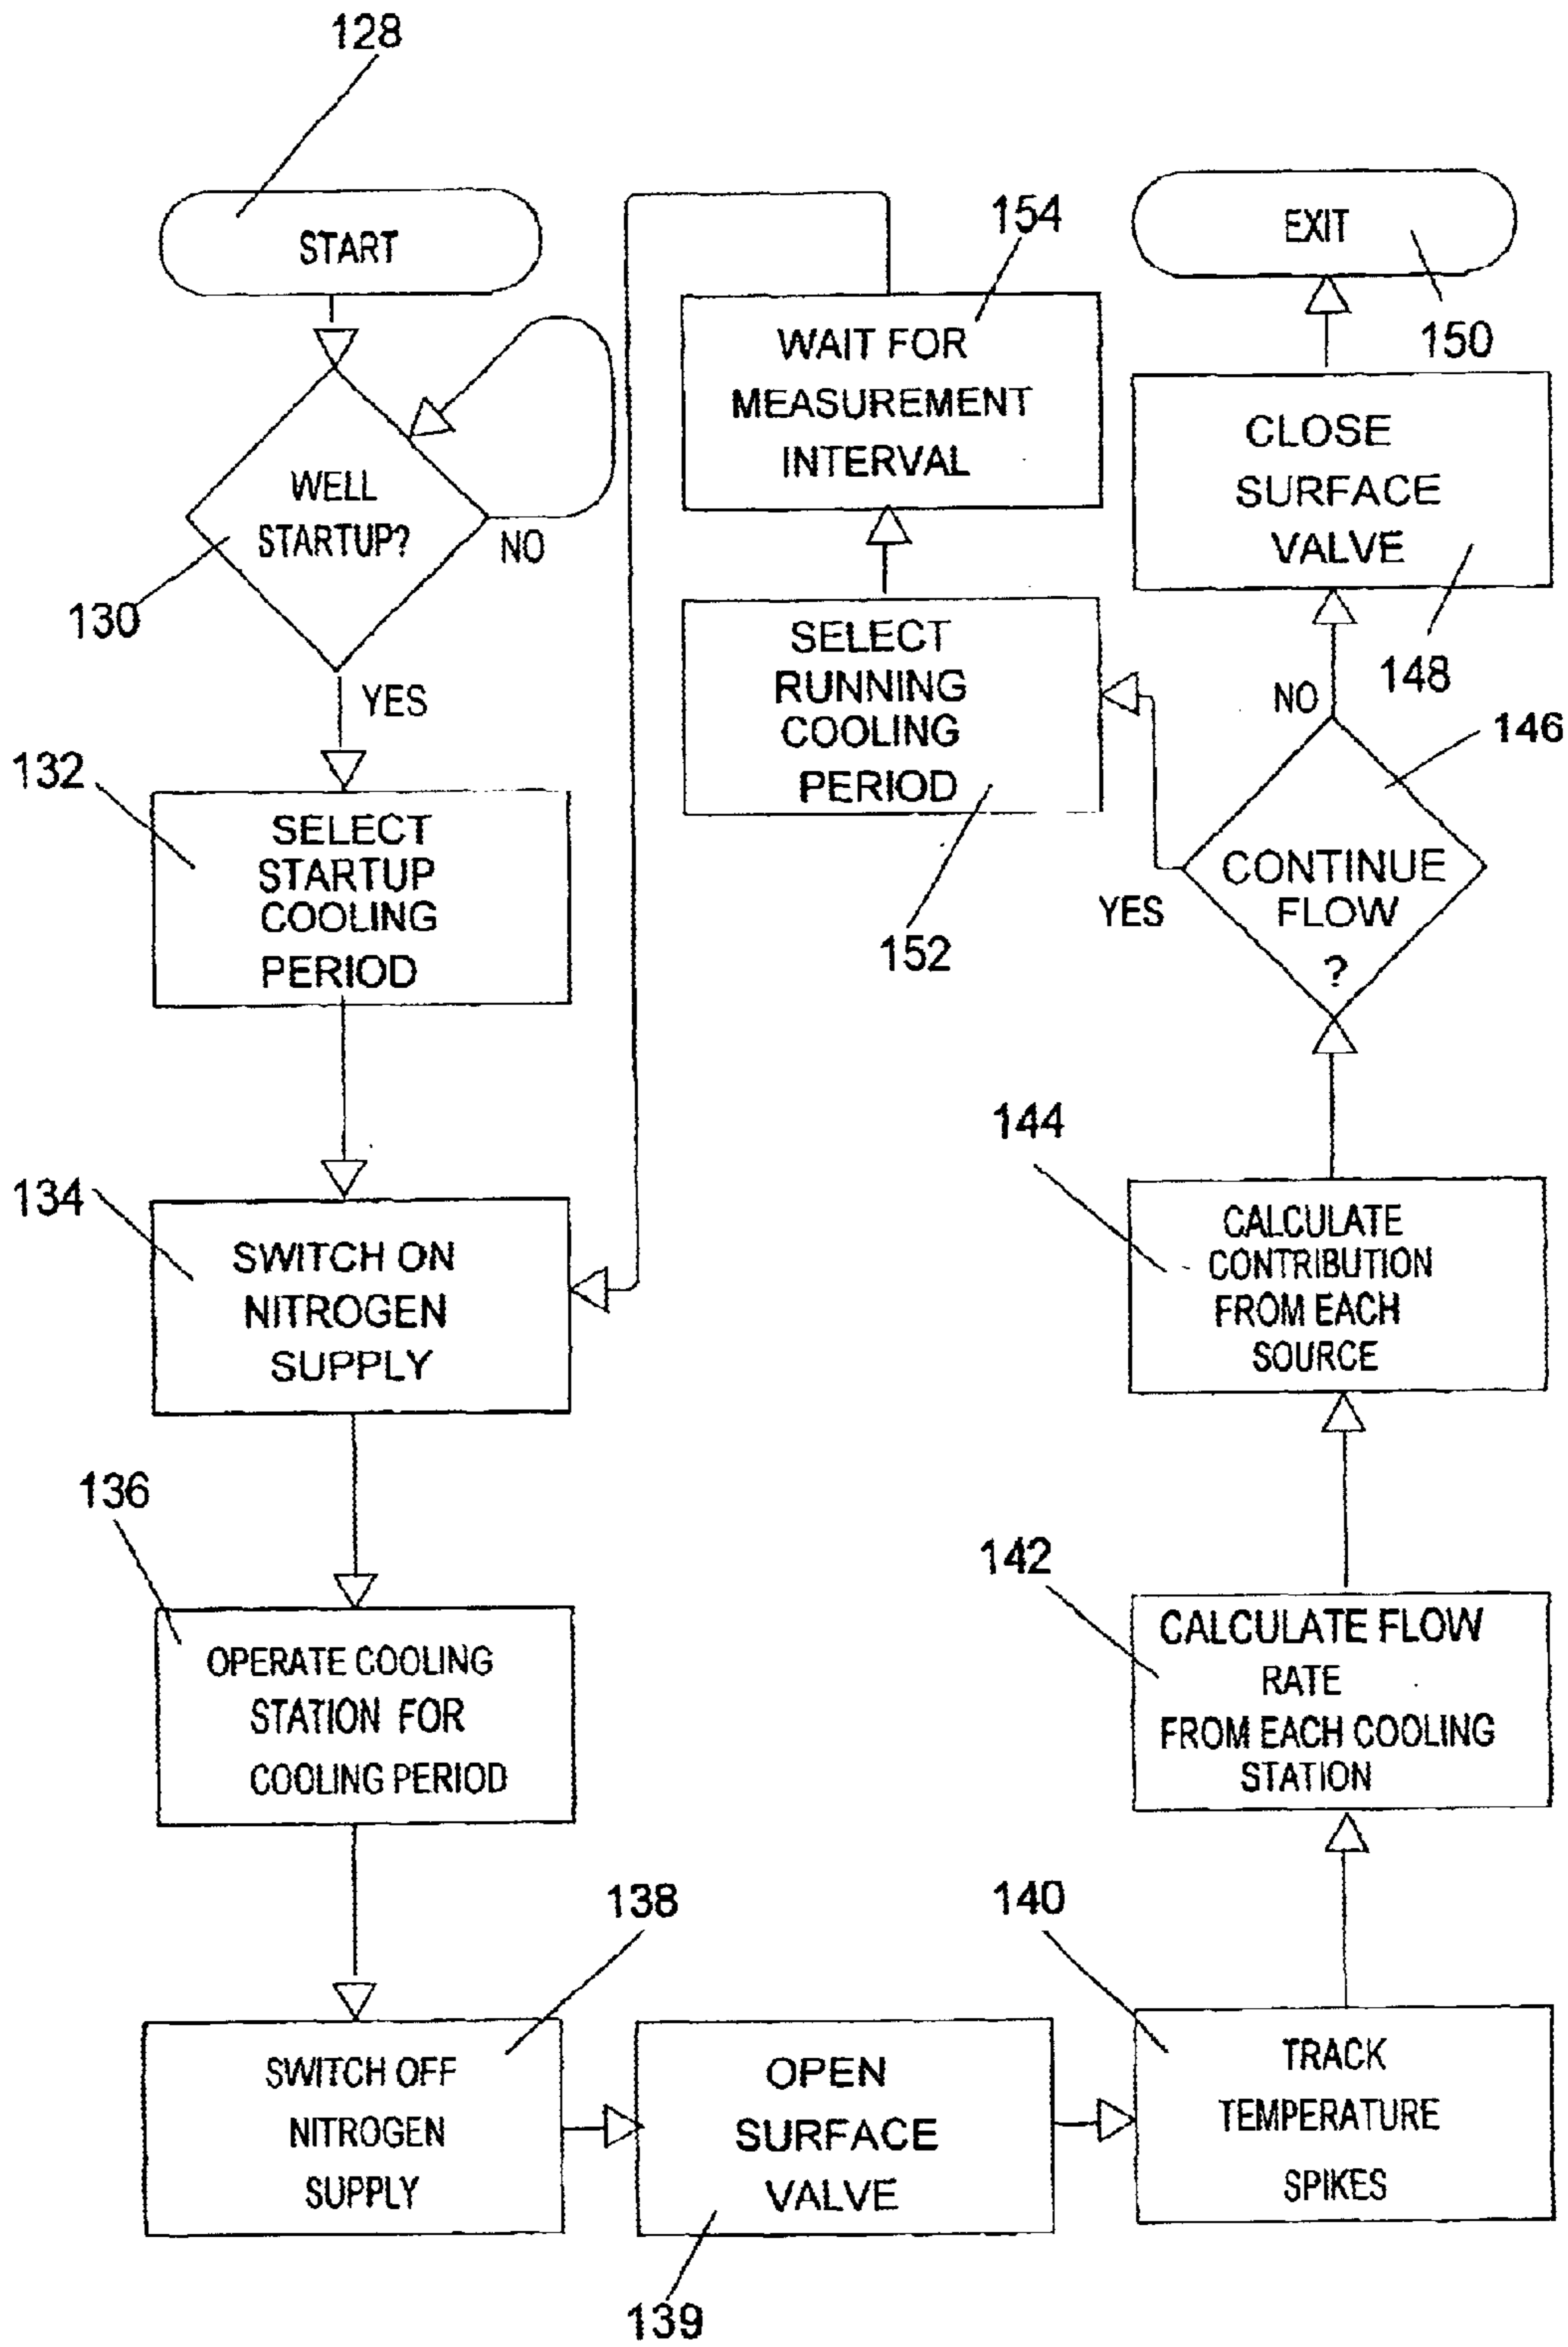 128
START
WELL
STARTUP?
NO
130
YES
132
SELECT
STARTUP
COOLING
PERIOD
134
SWITCH ON
NITROGEN
SUPPLY
136
OPERATE COOLING
STATION FOR
COOLING PERIOD
138
SWITCH OFF
NITROGEN
SUPPLY
OPEN
SURFACE
VALVE
139
140
TRACK
TEMPERATURE
SPIKES
142
CALCULATE FLOW
RATE
FROM EACH COOLING
STATION
144
CALCULATE
CONTRIBUTION
FROM EACH
SOURCE
146
CONTINUE
FLOW
?
NO
YES
148
CLOSE
SURFACE
VALVE
150
EXIT
152
SELECT
RUNNING
COOLING
PERIOD
154
WAIT FOR
MEASUREMENT
INTERVAL